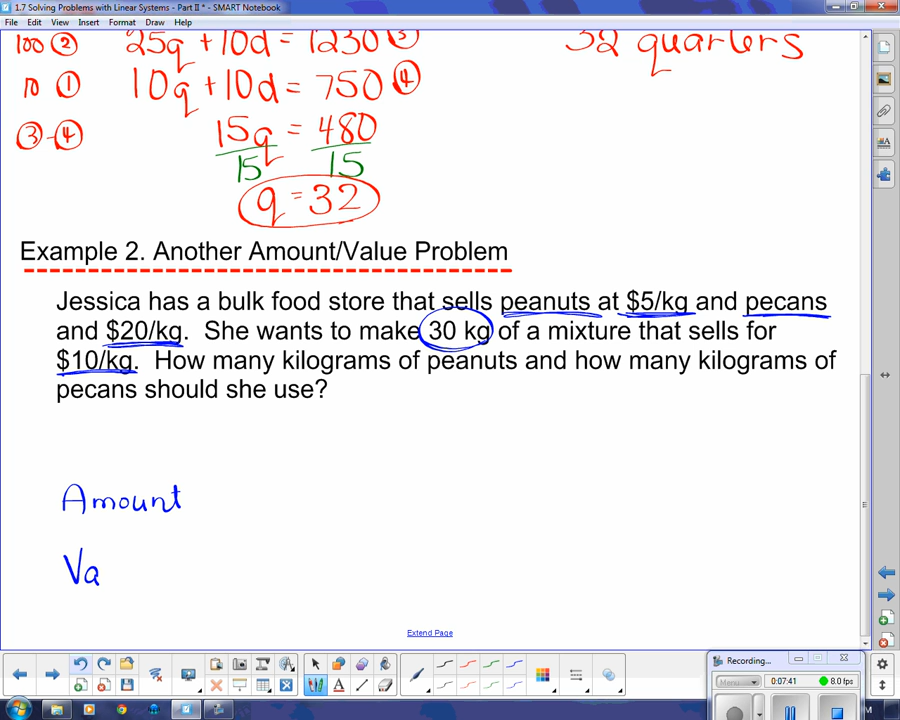 1.7 Solving Problems with Linear Systems - Part II * - SMART Notebook
File Edit View Insert Format Draw Help
100 ② 25q + 10d = 1230 ③
10 ① 10q + 10d = 750 ④
③-④ 15q = 480
15 15
q = 32
32 quarters
Example 2. Another Amount/Value Problem
Jessica has a bulk food store that sells peanuts at $5/kg and pecans
and $20/kg. She wants to make 30 kg of a mixture that sells for
$10/kg. How many kilograms of peanuts and how many kilograms of
pecans should she use?
Amount
Va
Extend Page
Recording...
Menu...
0:07:41
8.0 fps
M